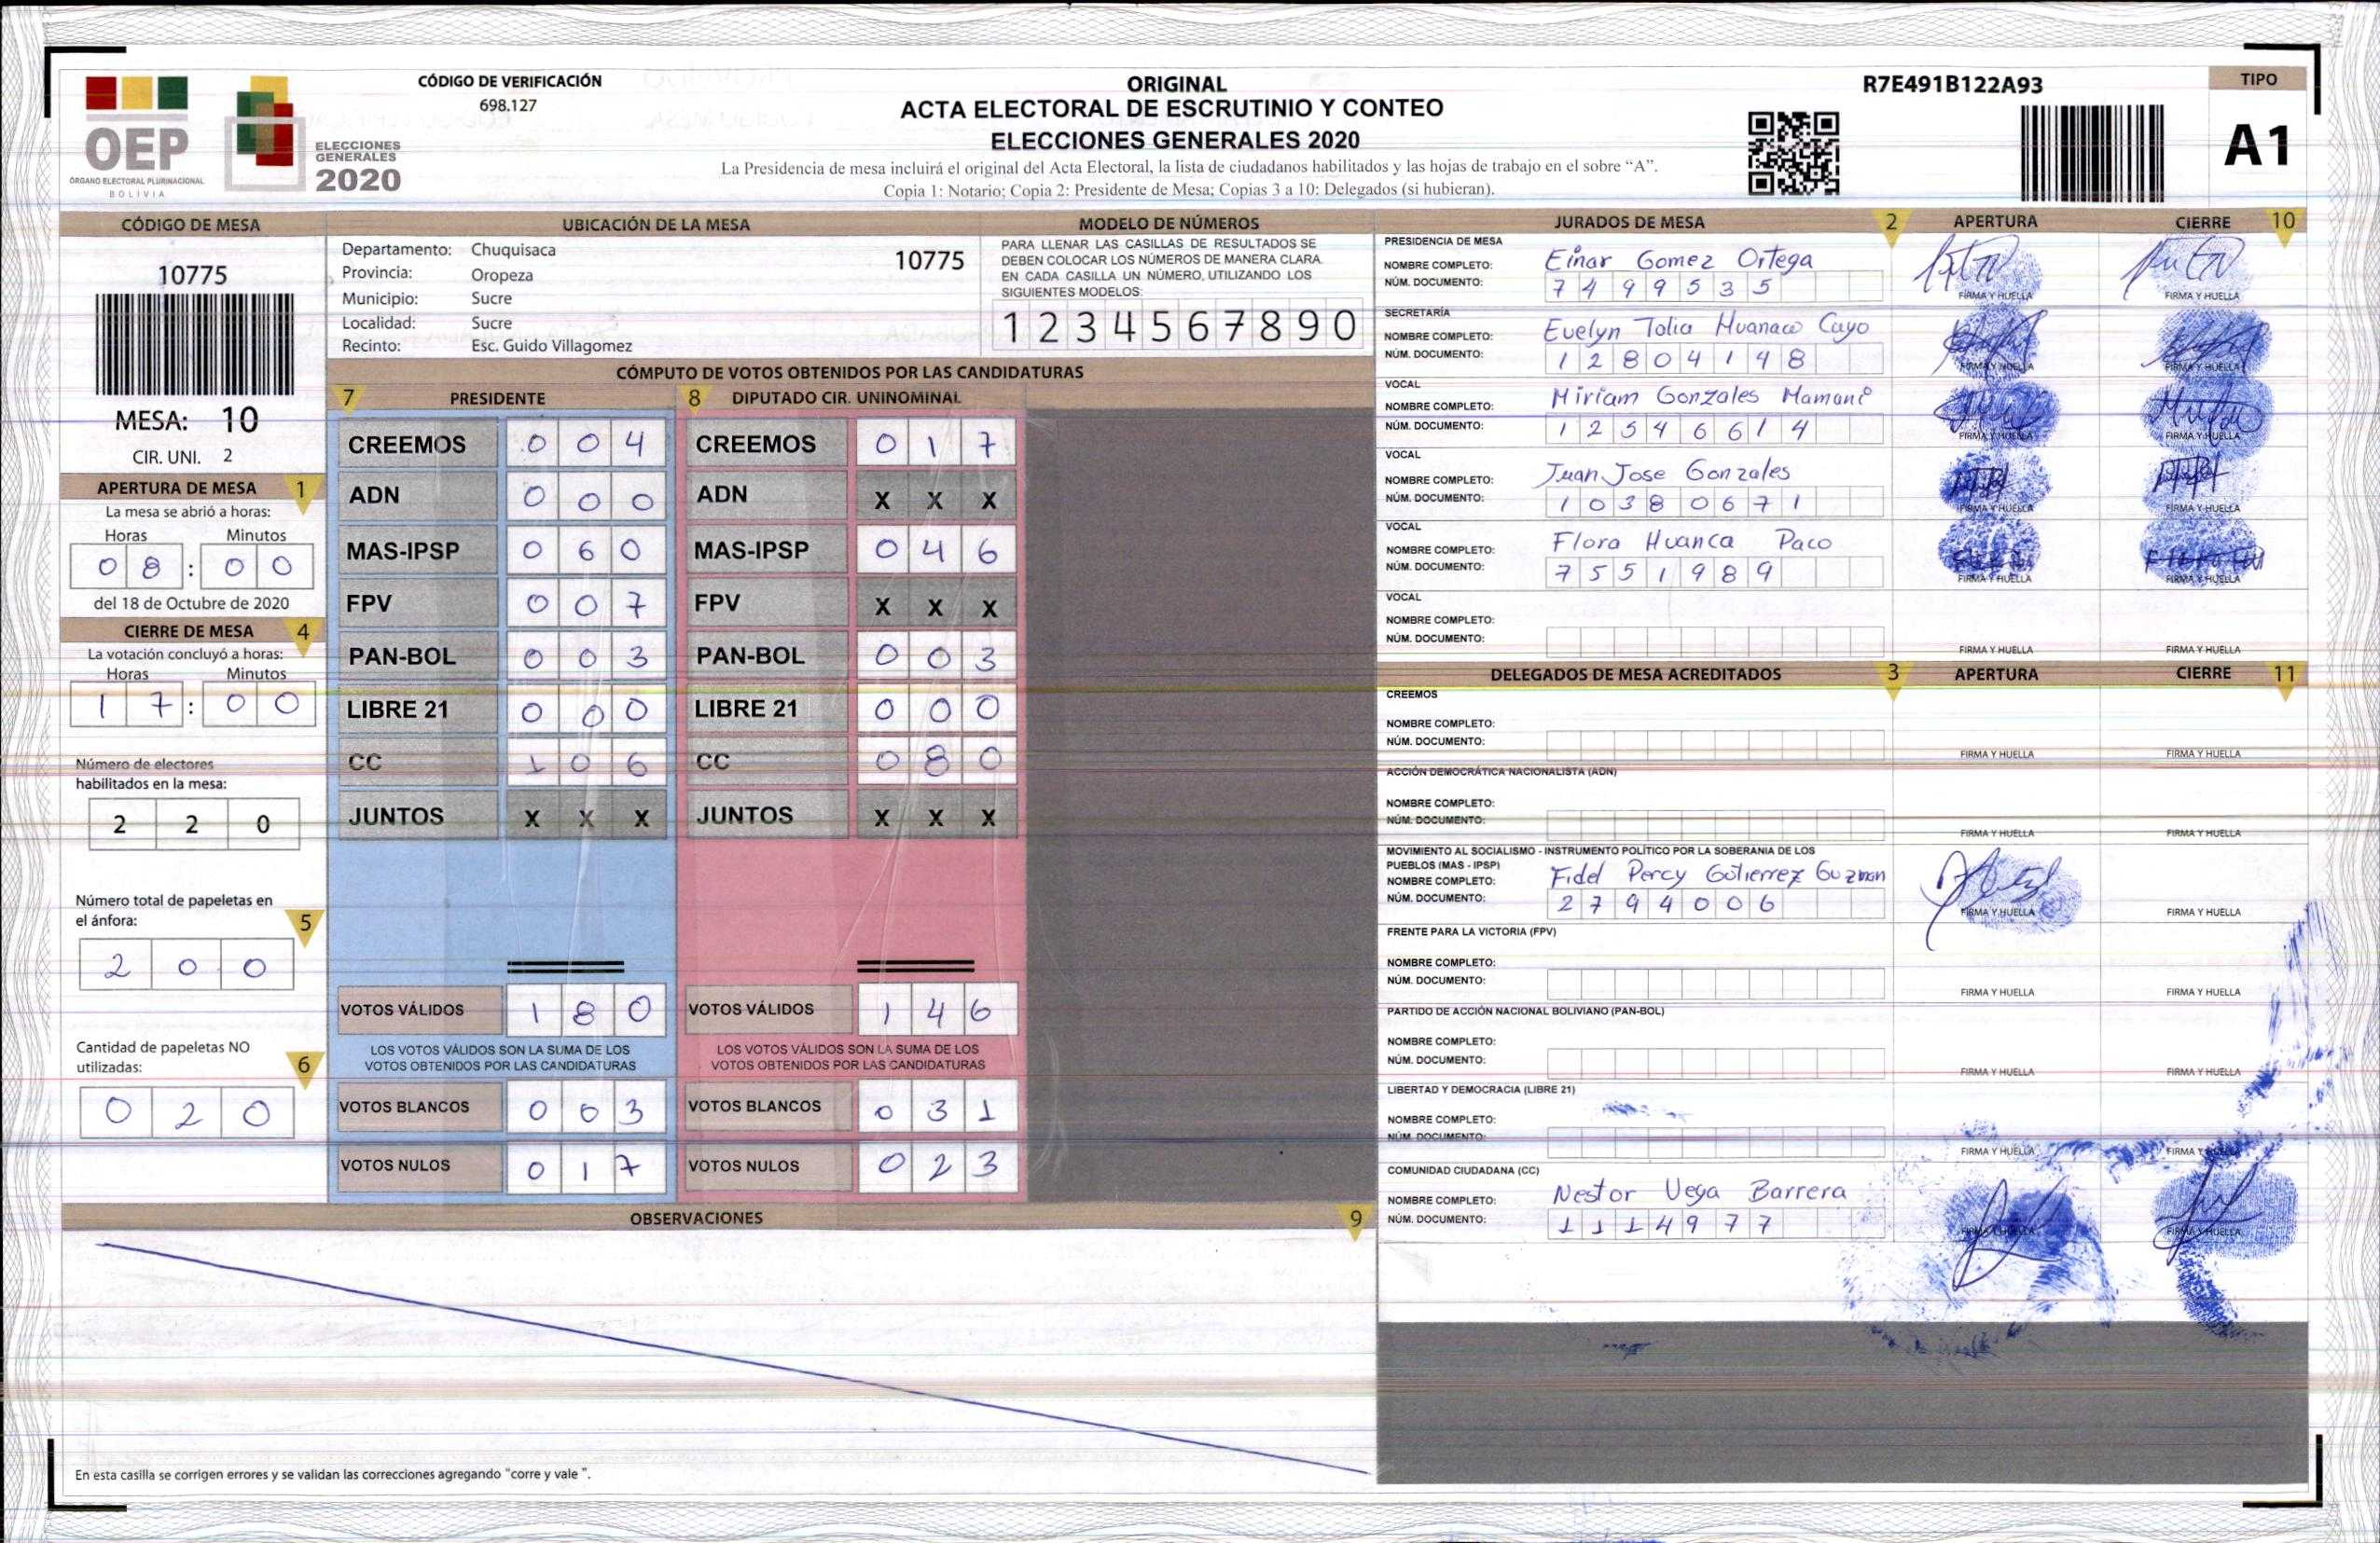 OEP
ÓRGANO ELECTORAL PLURINACIONAL
BOLIVIA
ELECCIONES
GENERALES
2020
CÓDIGO DE VERIFICACIÓN
698.127
ORIGINAL
ACTA ELECTORAL DE ESCRUTINIO Y CONTEO
ELECCIONES GENERALES 2020
La Presidencia de mesa incluirá el original del Acta Electoral, la lista de ciudadanos habilitados y las hojas de trabajo en el sobre “A”.
Copia 1: Notario; Copia 2: Presidente de Mesa; Copias 3 a 10: Delegados (si hubieran).
R7E491B122A93
TIPO
A1
CÓDIGO DE MESA
10775
MESA: 10
CIR. UNI. 2
APERTURA DE MESA 1
La mesa se abrió a horas:
Horas Minutos
0 8 : 0 0
del 18 de Octubre de 2020
CIERRE DE MESA 4
La votación concluyó a horas:
Horas Minutos
1 7 : 0 0
Número de electores
habilitados en la mesa:
2 2 0
Número total de papeletas en
el ánfora: 5
2 0 0
Cantidad de papeletas NO
utilizadas: 6
0 2 0
UBICACIÓN DE LA MESA
Departamento: Chuquisaca 10775
Provincia: Oropeza
Municipio: Sucre
Localidad: Sucre
Recinto: Esc. Guido Villagomez
MODELO DE NÚMEROS
PARA LLENAR LAS CASILLAS DE RESULTADOS SE
DEBEN COLOCAR LOS NÚMEROS DE MANERA CLARA.
EN CADA CASILLA UN NÚMERO, UTILIZANDO LOS
SIGUIENTES MODELOS:
1 2 3 4 5 6 7 8 9 0
CÓMPUTO DE VOTOS OBTENIDOS POR LAS CANDIDATURAS
7 PRESIDENTE 8 DIPUTADO CIR. UNINOMINAL
CREEMOS 0 0 4 CREEMOS 0 1 7
ADN 0 0 0 ADN X X X
MAS-IPSP 0 6 0 MAS-IPSP 0 4 6
FPV 0 0 7 FPV X X X
PAN-BOL 0 0 3 PAN-BOL 0 0 3
LIBRE 21 0 0 0 LIBRE 21 0 0 0
CC 1 0 6 CC 0 8 0
JUNTOS X X X JUNTOS X X X
VOTOS VÁLIDOS 1 8 0 VOTOS VÁLIDOS 1 4 6
LOS VOTOS VÁLIDOS SON LA SUMA DE LOS LOS VOTOS VÁLIDOS SON LA SUMA DE LOS
VOTOS OBTENIDOS POR LAS CANDIDATURAS VOTOS OBTENIDOS POR LAS CANDIDATURAS
VOTOS BLANCOS 0 0 3 VOTOS BLANCOS 0 3 1
VOTOS NULOS 0 1 7 VOTOS NULOS 0 2 3
OBSERVACIONES 9
En esta casilla se corrigen errores y se validan las correcciones agregando "corre y vale ".
JURADOS DE MESA 2 APERTURA CIERRE 10
PRESIDENCIA DE MESA
NOMBRE COMPLETO: Einar Gomez Ortega
NÚM. DOCUMENTO: 7 4 9 9 5 3 5
FIRMA Y HUELLA FIRMA Y HUELLA
SECRETARÍA
NOMBRE COMPLETO: Evelyn Tolia Huanaco Cayo
NÚM. DOCUMENTO: 1 2 8 0 4 1 4 8
FIRMA Y HUELLA FIRMA Y HUELLA
VOCAL
NOMBRE COMPLETO: Miriam Gonzales Mamani
NÚM. DOCUMENTO: 1 2 5 4 6 6 1 4
FIRMA Y HUELLA FIRMA Y HUELLA
VOCAL
NOMBRE COMPLETO: Juan Jose Gonzales
NÚM. DOCUMENTO: 1 0 3 8 0 6 7 1
FIRMA Y HUELLA FIRMA Y HUELLA
VOCAL
NOMBRE COMPLETO: Flora Huanca Paco
NÚM. DOCUMENTO: 7 5 5 1 9 8 9
FIRMA Y HUELLA FIRMA Y HUELLA
VOCAL
NOMBRE COMPLETO:
NÚM. DOCUMENTO:
FIRMA Y HUELLA FIRMA Y HUELLA
DELEGADOS DE MESA ACREDITADOS 3 APERTURA CIERRE 11
CREEMOS
NOMBRE COMPLETO:
NÚM. DOCUMENTO:
FIRMA Y HUELLA FIRMA Y HUELLA
ACCIÓN DEMOCRÁTICA NACIONALISTA (ADN)
NOMBRE COMPLETO:
NÚM. DOCUMENTO:
FIRMA Y HUELLA FIRMA Y HUELLA
MOVIMIENTO AL SOCIALISMO - INSTRUMENTO POLÍTICO POR LA SOBERANIA DE LOS
PUEBLOS (MAS - IPSP)
NOMBRE COMPLETO: Fidel Percy Gutierrez Guzman
NÚM. DOCUMENTO: 2 7 9 4 0 0 6
FIRMA Y HUELLA FIRMA Y HUELLA
FRENTE PARA LA VICTORIA (FPV)
NOMBRE COMPLETO:
NÚM. DOCUMENTO:
FIRMA Y HUELLA FIRMA Y HUELLA
PARTIDO DE ACCIÓN NACIONAL BOLIVIANO (PAN-BOL)
NOMBRE COMPLETO:
NÚM. DOCUMENTO:
FIRMA Y HUELLA FIRMA Y HUELLA
LIBERTAD Y DEMOCRACIA (LIBRE 21)
NOMBRE COMPLETO:
NÚM. DOCUMENTO:
FIRMA Y HUELLA FIRMA Y HUELLA
COMUNIDAD CIUDADANA (CC)
NOMBRE COMPLETO: Nestor Vega Barrera
NÚM. DOCUMENTO: 1 1 1 4 9 7 7
FIRMA Y HUELLA FIRMA Y HUELLA